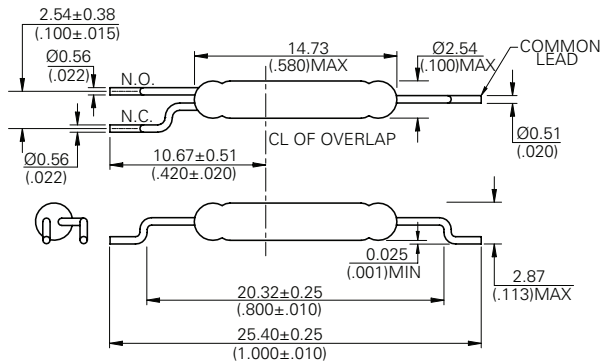 2.54±0.38
(.100±.015)
14.73
(.580)MAX
Ø2.54
(.100)MAX
COMMON
LEAD
Ø0.56
(.022)
N.O.
N.C.
CL OF OVERLAP
Ø0.51
(.020)
Ø0.56
(.022)
10.67±0.51
(.420±.020)
0.025
(.001)MIN
2.87
(.113)MAX
20.32±0.25
(.800±.010)
25.40±0.25
(1.000±.010)